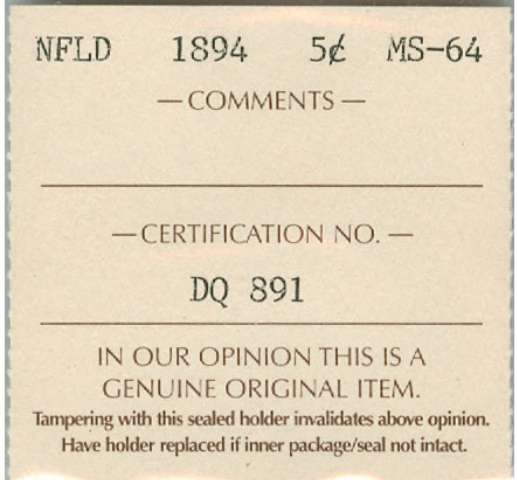 NFLD 1894 5¢ MS-64
— COMMENTS —
— CERTIFICATION NO. —
DQ 891
IN OUR OPINION THIS IS A
GENUINE ORIGINAL ITEM.
Tampering with this sealed holder invalidates above opinion.
Have holder replaced if inner package/seal not intact.